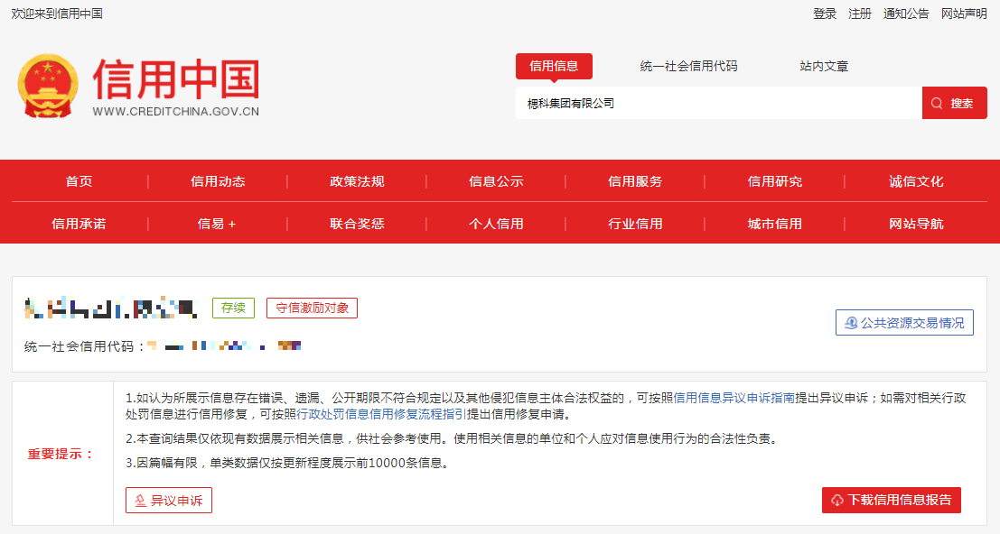 欢迎来到信用中国
登录 注册 通知公告 网站声明
信用中国
WWW.CREDITCHINA.GOV.CN
信用信息 统一社会信用代码 站内文章
楒科集团有限公司
搜索
首页 信用动态 政策法规 信息公示 信用服务 信用研究 诚信文化
信用承诺 信易 + 联合奖惩 个人信用 行业信用 城市信用 网站导航
存续 守信激励对象
公共资源交易情况
统一社会信用代码：
重要提示：
1.如认为所展示信息存在错误、遗漏、公开期限不符合规定以及其他侵犯信息主体合法权益的，可按照信用信息异议申诉指南提出异议申诉；如需对相关行政
处罚信息进行信用修复，可按照行政处罚信息信用修复流程指引提出信用修复申请。
2.本查询结果仅依现有数据展示相关信息，供社会参考使用。使用相关信息的单位和个人应对信息使用行为的合法性负责。
3.因篇幅有限，单类数据仅按更新程度展示前10000条信息。
异议申诉
下载信用信息报告